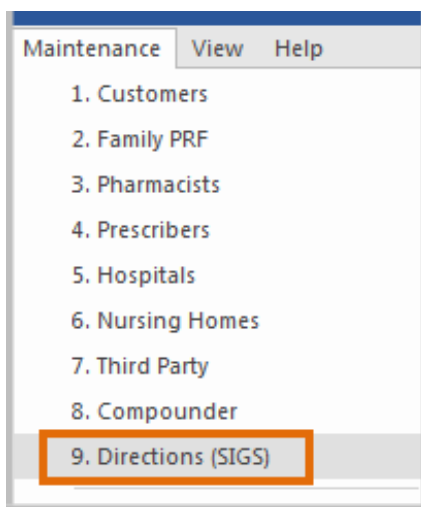 Maintenance View Help
1. Customers
2. Family PRF
3. Pharmacists
4. Prescribers
5. Hospitals
6. Nursing Homes
7. Third Party
8. Compounder
9. Directions (SIGS)